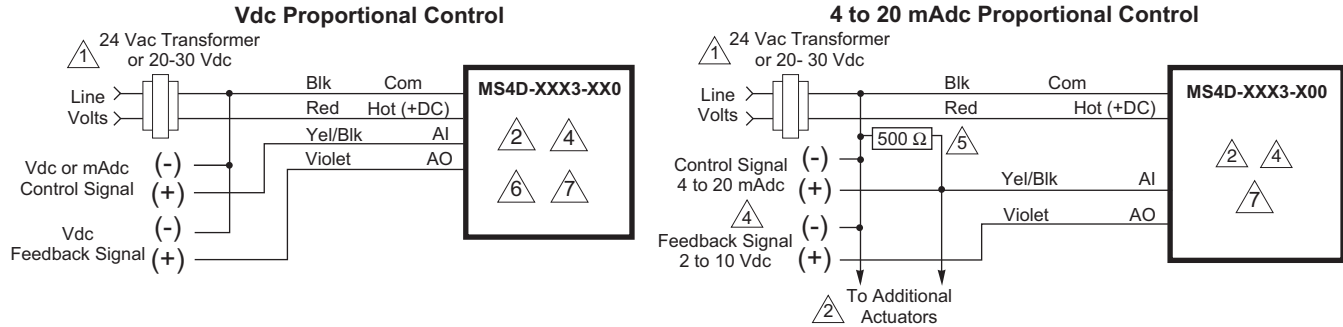 Vdc Proportional Control
1
24 Vac Transformer
or 20-30 Vdc
Line
Volts
Blk Com
Red Hot (+DC)
Yel/Blk AI
Violet AO
MS4D-XXX3-XX0
2 4
6 7
Vdc or mAdc
Control Signal
(-)
(+)
Vdc
Feedback Signal
(-)
(+)
4 to 20 mAdc Proportional Control
1
24 Vac Transformer
or 20- 30 Vdc
Line
Volts
Blk Com
Red Hot (+DC)
500 Ω
5
Yel/Blk AI
Violet AO
MS4D-XXX3-X00
2 4
7
Control Signal
4 to 20 mAdc
(-)
(+)
4
Feedback Signal
2 to 10 Vdc
(-)
(+)
2
To Additional
Actuators